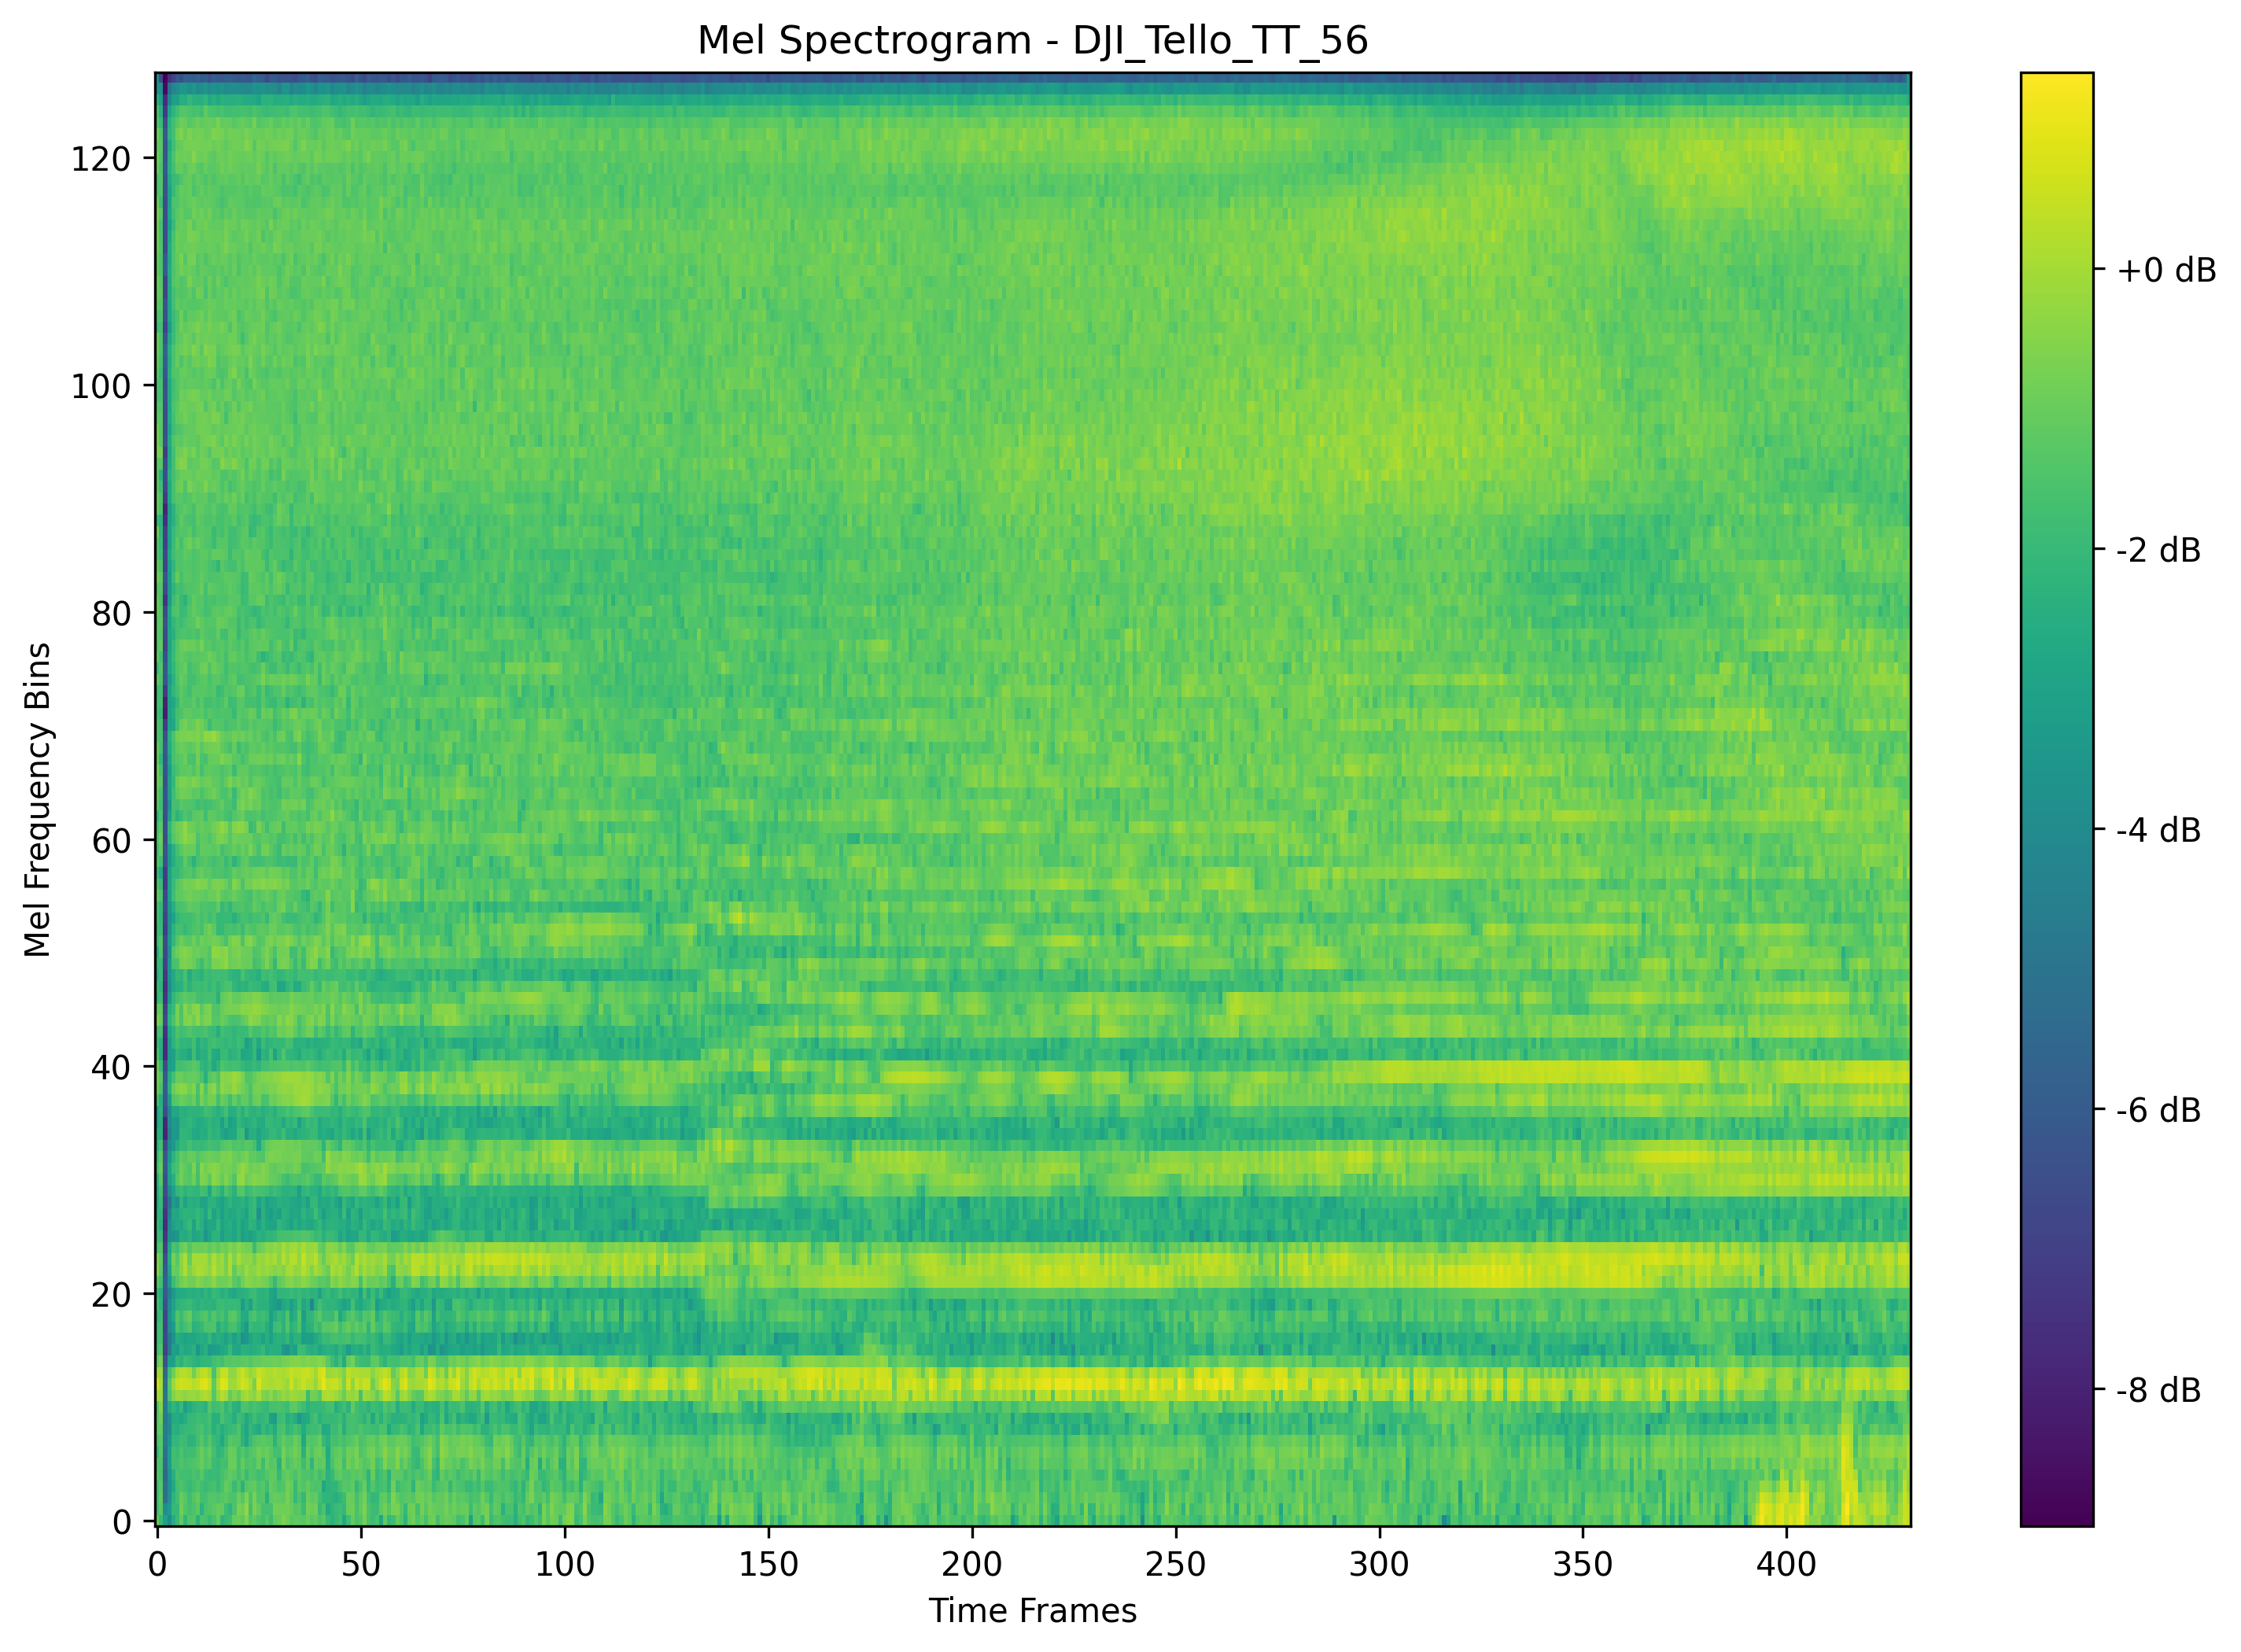 Mel Spectrogram - DJI_Tello_TT_56
Mel Frequency Bins
120
100
80
60
40
20
0
0 50 100 150 200 250 300 350 400
Time Frames
+0 dB
-2 dB
-4 dB
-6 dB
-8 dB